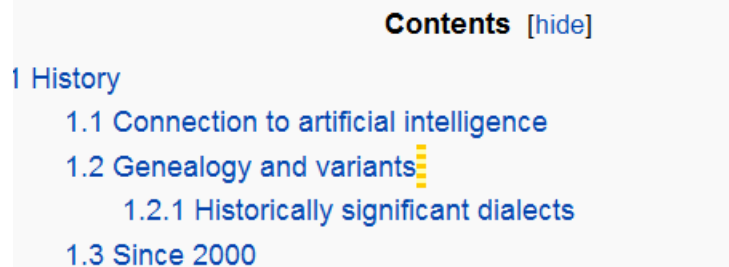 Contents [hide]
1 History
1.1 Connection to artificial intelligence
1.2 Genealogy and variants
1.2.1 Historically significant dialects
1.3 Since 2000